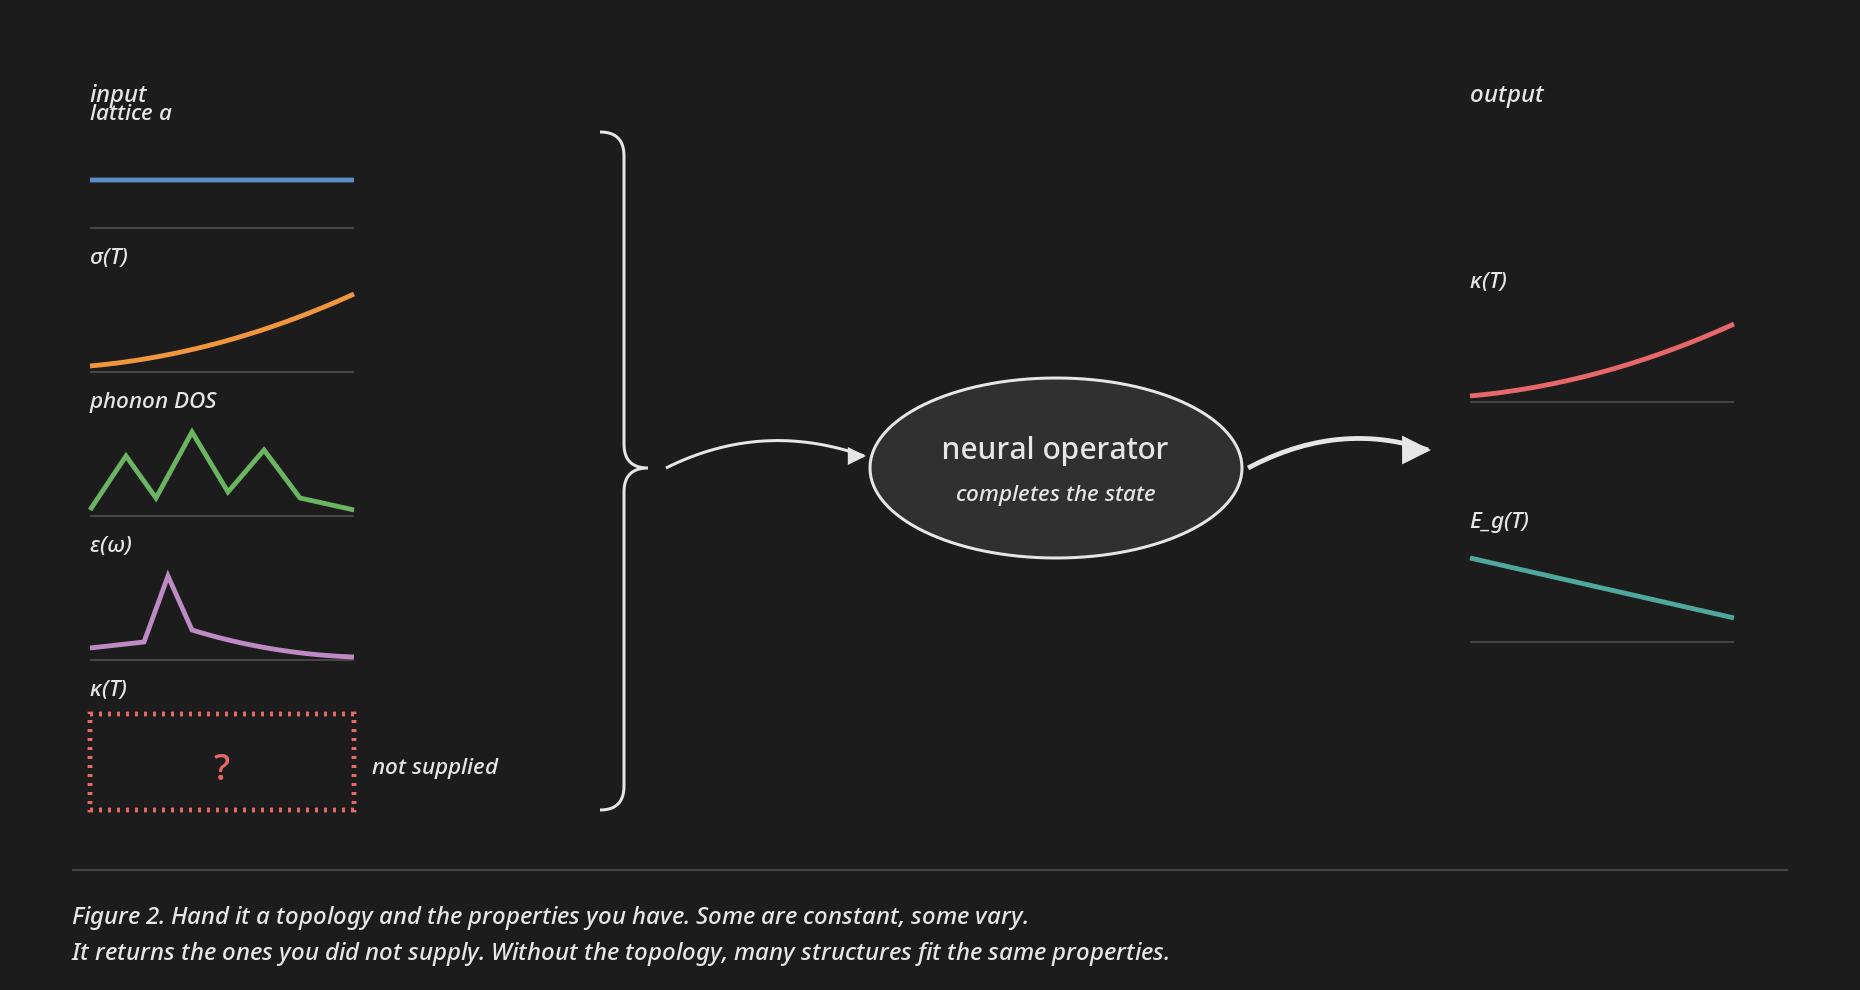 input
lattice a
σ(T)
phonon DOS
ε(ω)
κ(T)
?
not supplied
neural operator
completes the state
output
κ(T)
E_g(T)
Figure 2. Hand it a topology and the properties you have. Some are constant, some vary.
It returns the ones you did not supply. Without the topology, many structures fit the same properties.